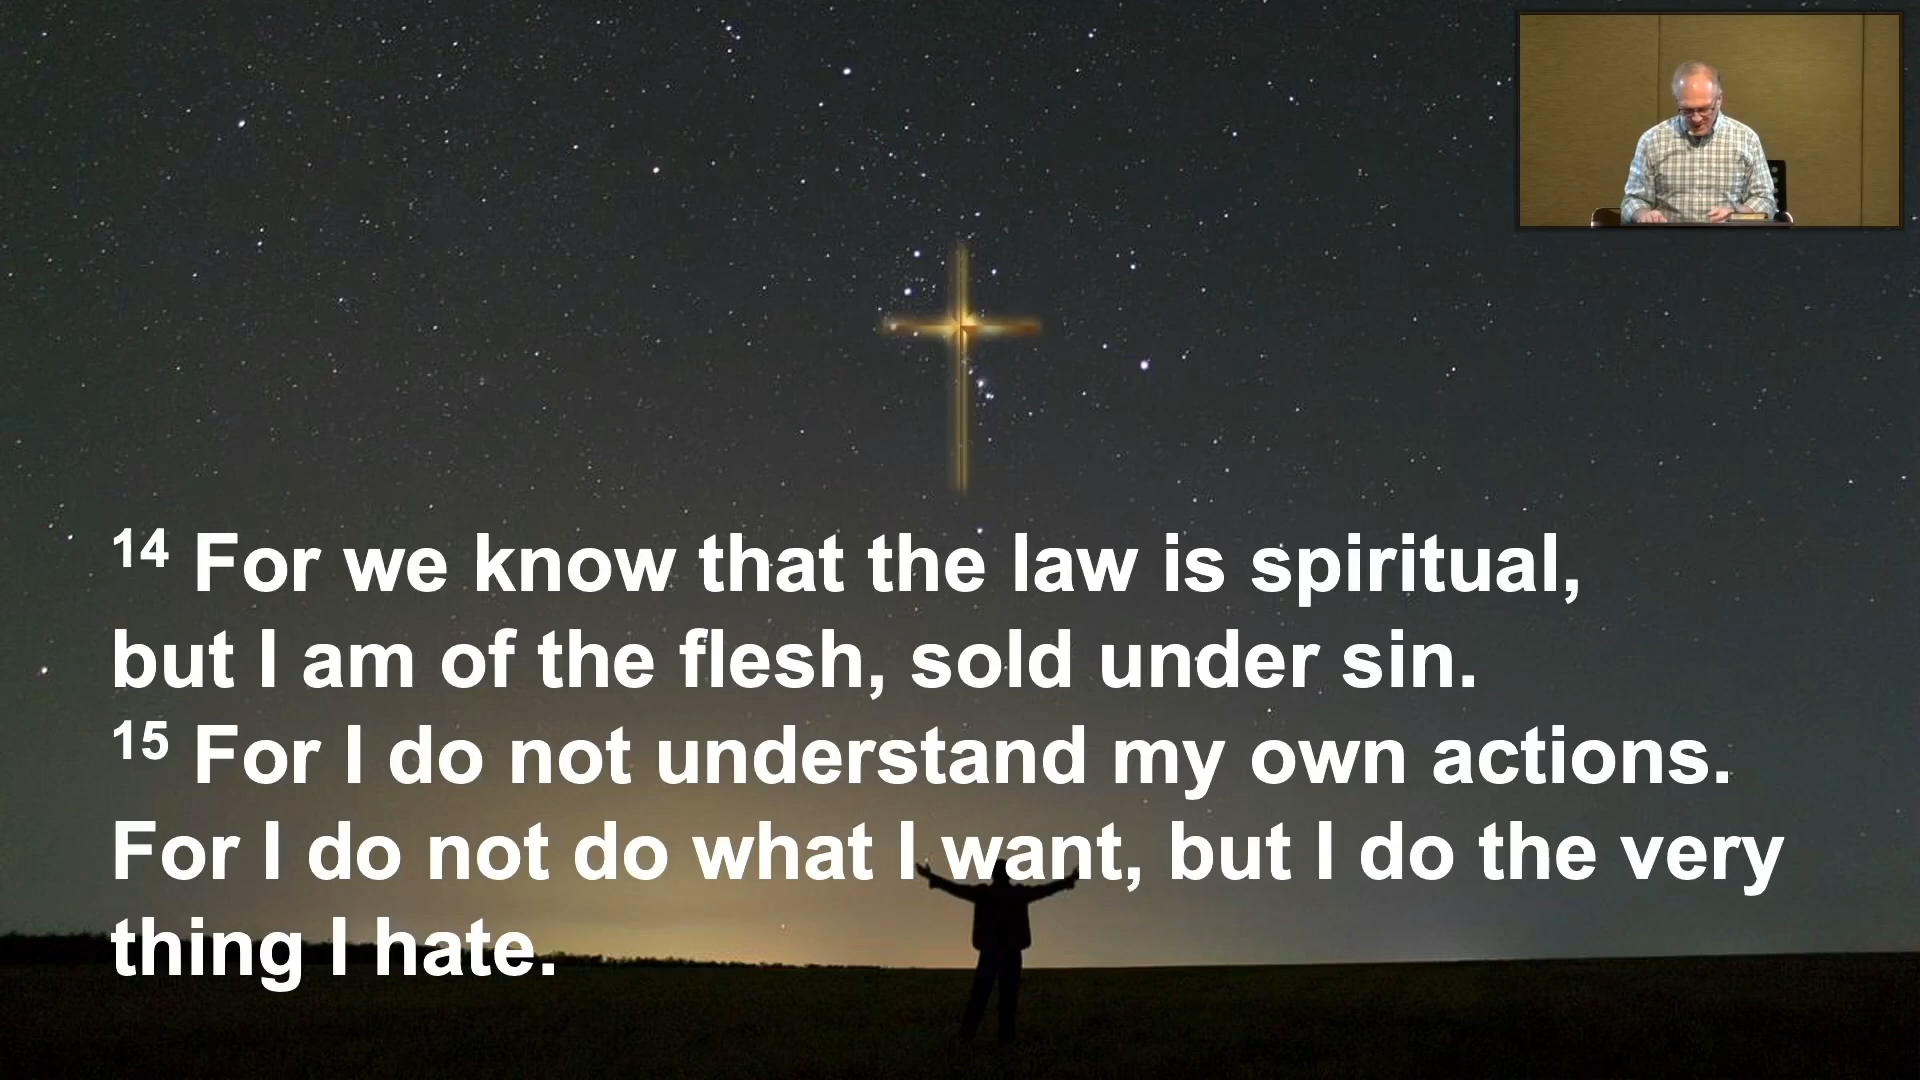 14 For we know that the law is spiritual,
but I am of the flesh, sold under sin.
15 For I do not understand my own actions.
For I do not do what I want, but I do the very
thing I hate.